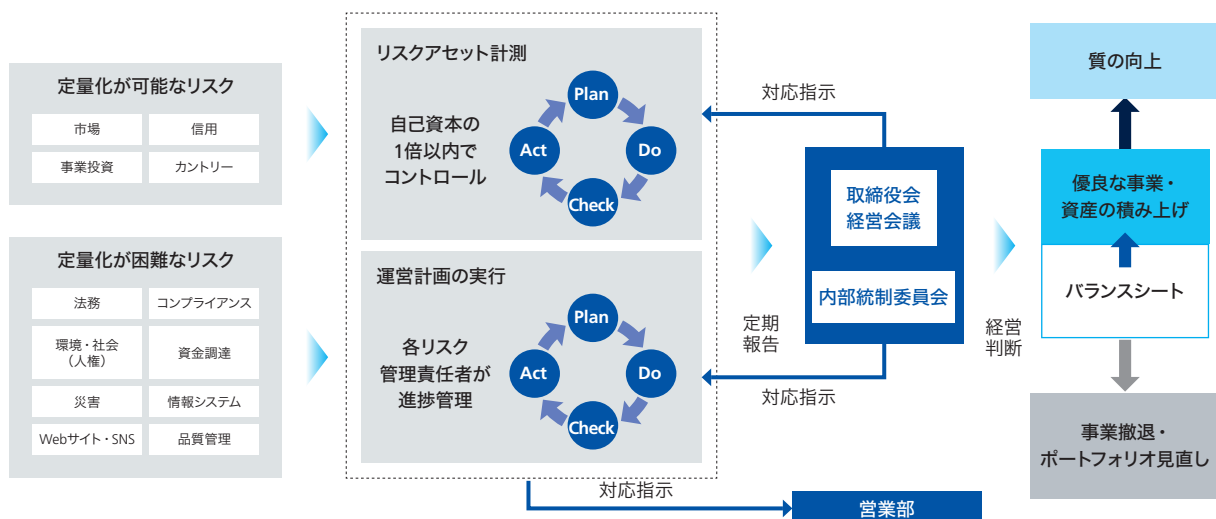 定量化が可能なリスク
市場
信用
事業投資
カントリー
定量化が困難なリスク
法務
コンプライアンス
環境・社会
（人権）
資金調達
災害
情報システム
Webサイト・SNS
品質管理
リスクアセット計測
自己資本の
1倍以内で
コントロール
Plan
Do
Check
Act
運営計画の実行
各リスク
管理責任者が
進捗管理
Plan
Do
Check
Act
対応指示
営業部
定期
報告
対応指示
取締役会
経営会議
内部統制委員会
対応指示
経営
判断
質の向上
優良な事業・
資産の積み上げ
バランスシート
事業撤退・
ポートフォリオ見直し